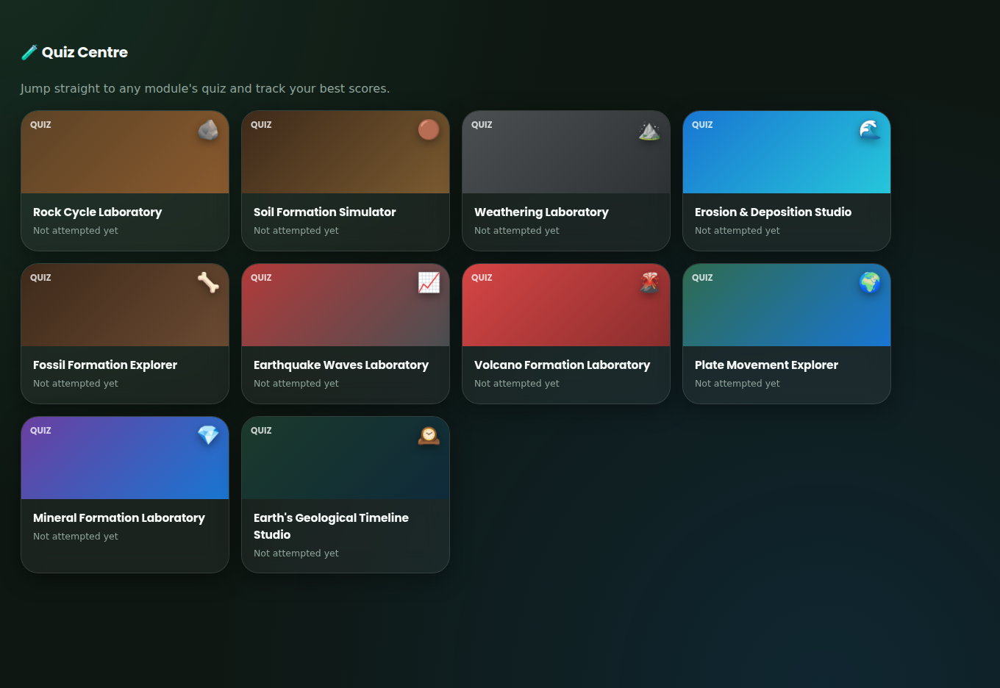 Quiz Centre
Jump straight to any module's quiz and track your best scores.
QUIZ
Rock Cycle Laboratory
Not attempted yet
QUIZ
Soil Formation Simulator
Not attempted yet
QUIZ
Weathering Laboratory
Not attempted yet
QUIZ
Erosion & Deposition Studio
Not attempted yet
QUIZ
Fossil Formation Explorer
Not attempted yet
QUIZ
Earthquake Waves Laboratory
Not attempted yet
QUIZ
Volcano Formation Laboratory
Not attempted yet
QUIZ
Plate Movement Explorer
Not attempted yet
QUIZ
Mineral Formation Laboratory
Not attempted yet
QUIZ
Earth's Geological Timeline
Studio
Not attempted yet